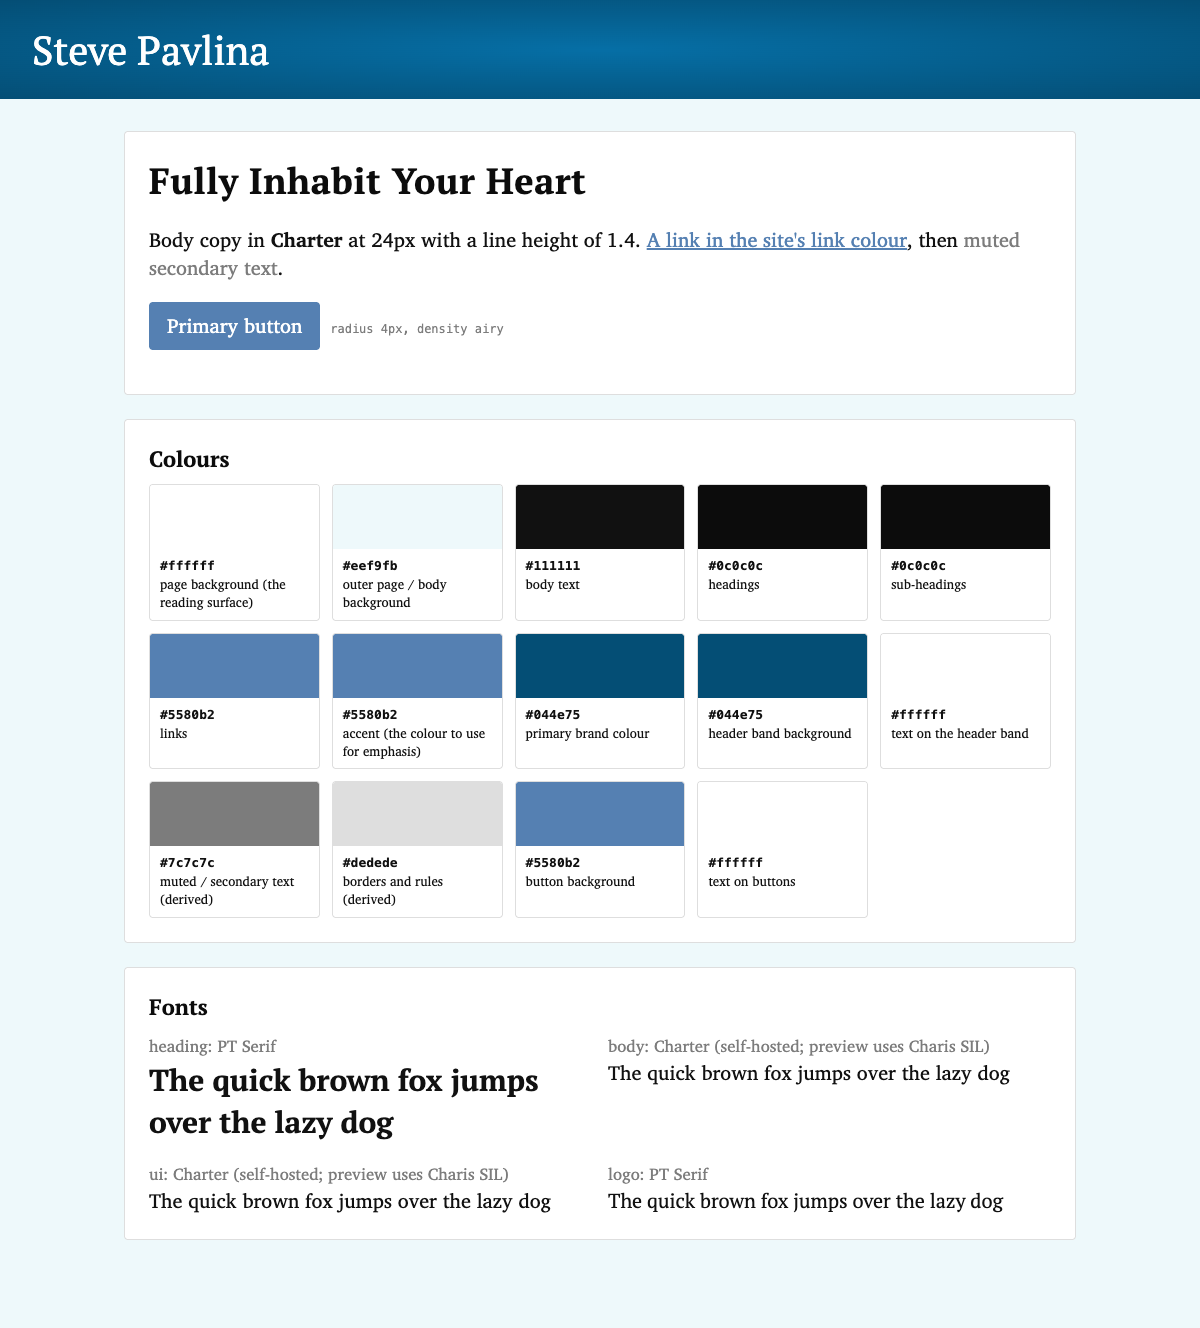 Steve Pavlina
Fully Inhabit Your Heart
Body copy in Charter at 24px with a line height of 1.4. A link in the site's link colour, then muted
secondary text.
Primary button
radius 4px, density airy
Colours
#ffffff
page background (the
reading surface)
#eef9fb
outer page / body
background
#111111
body text
#0c0c0c
headings
#0c0c0c
sub-headings
#5580b2
links
#5580b2
accent (the colour to use
for emphasis)
#044e75
primary brand colour
#044e75
header band background
#ffffff
text on the header band
#7c7c7c
muted / secondary text
(derived)
#dedede
borders and rules
(derived)
#5580b2
button background
#ffffff
text on buttons
Fonts
heading: PT Serif
The quick brown fox jumps
over the lazy dog
body: Charter (self-hosted; preview uses Charis SIL)
The quick brown fox jumps over the lazy dog
ui: Charter (self-hosted; preview uses Charis SIL)
The quick brown fox jumps over the lazy dog
logo: PT Serif
The quick brown fox jumps over the lazy dog